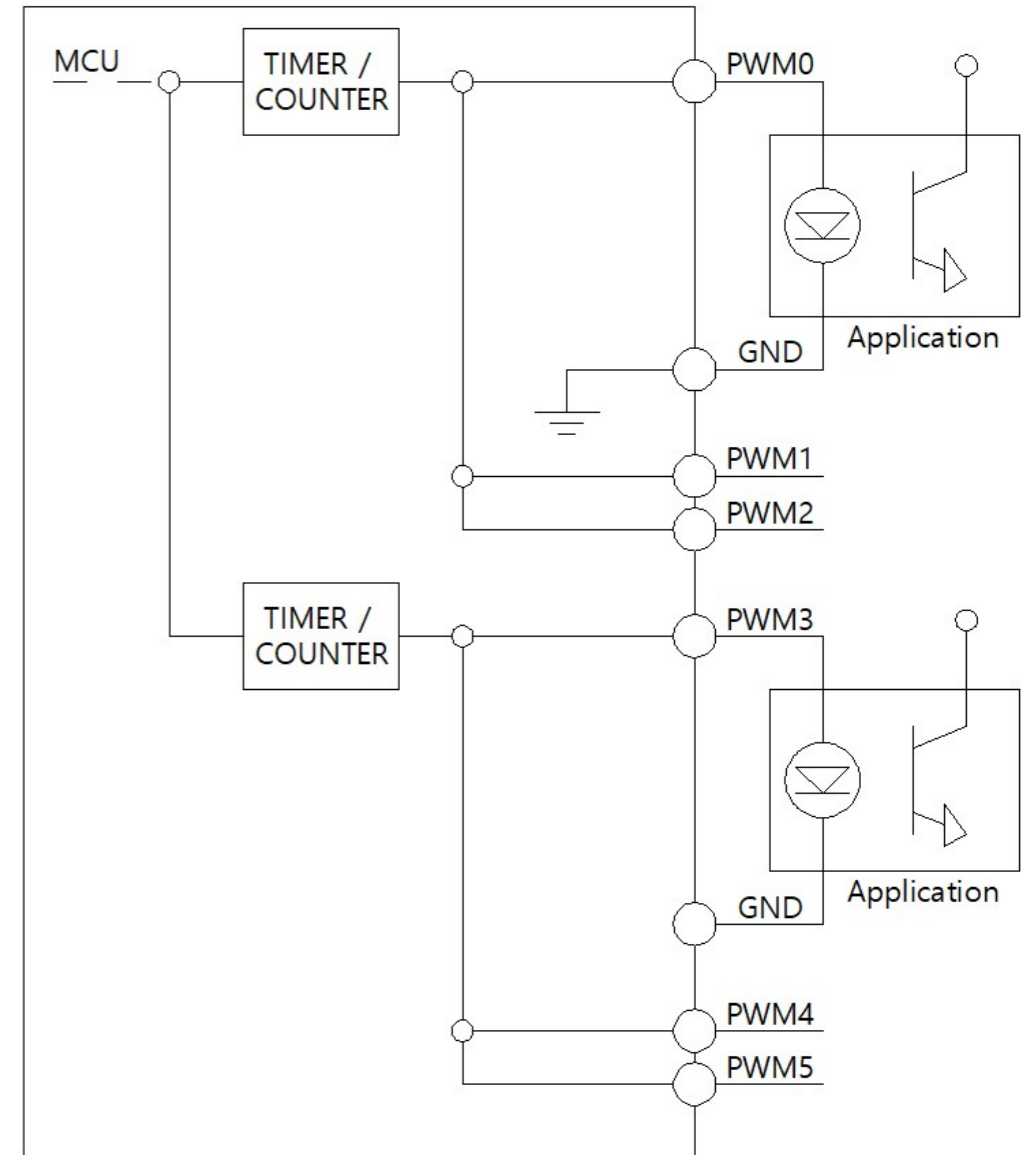 MCU
TIMER /
COUNTER
PWM0
Application
GND
PWM1
PWM2
TIMER /
COUNTER
PWM3
Application
GND
PWM4
PWM5